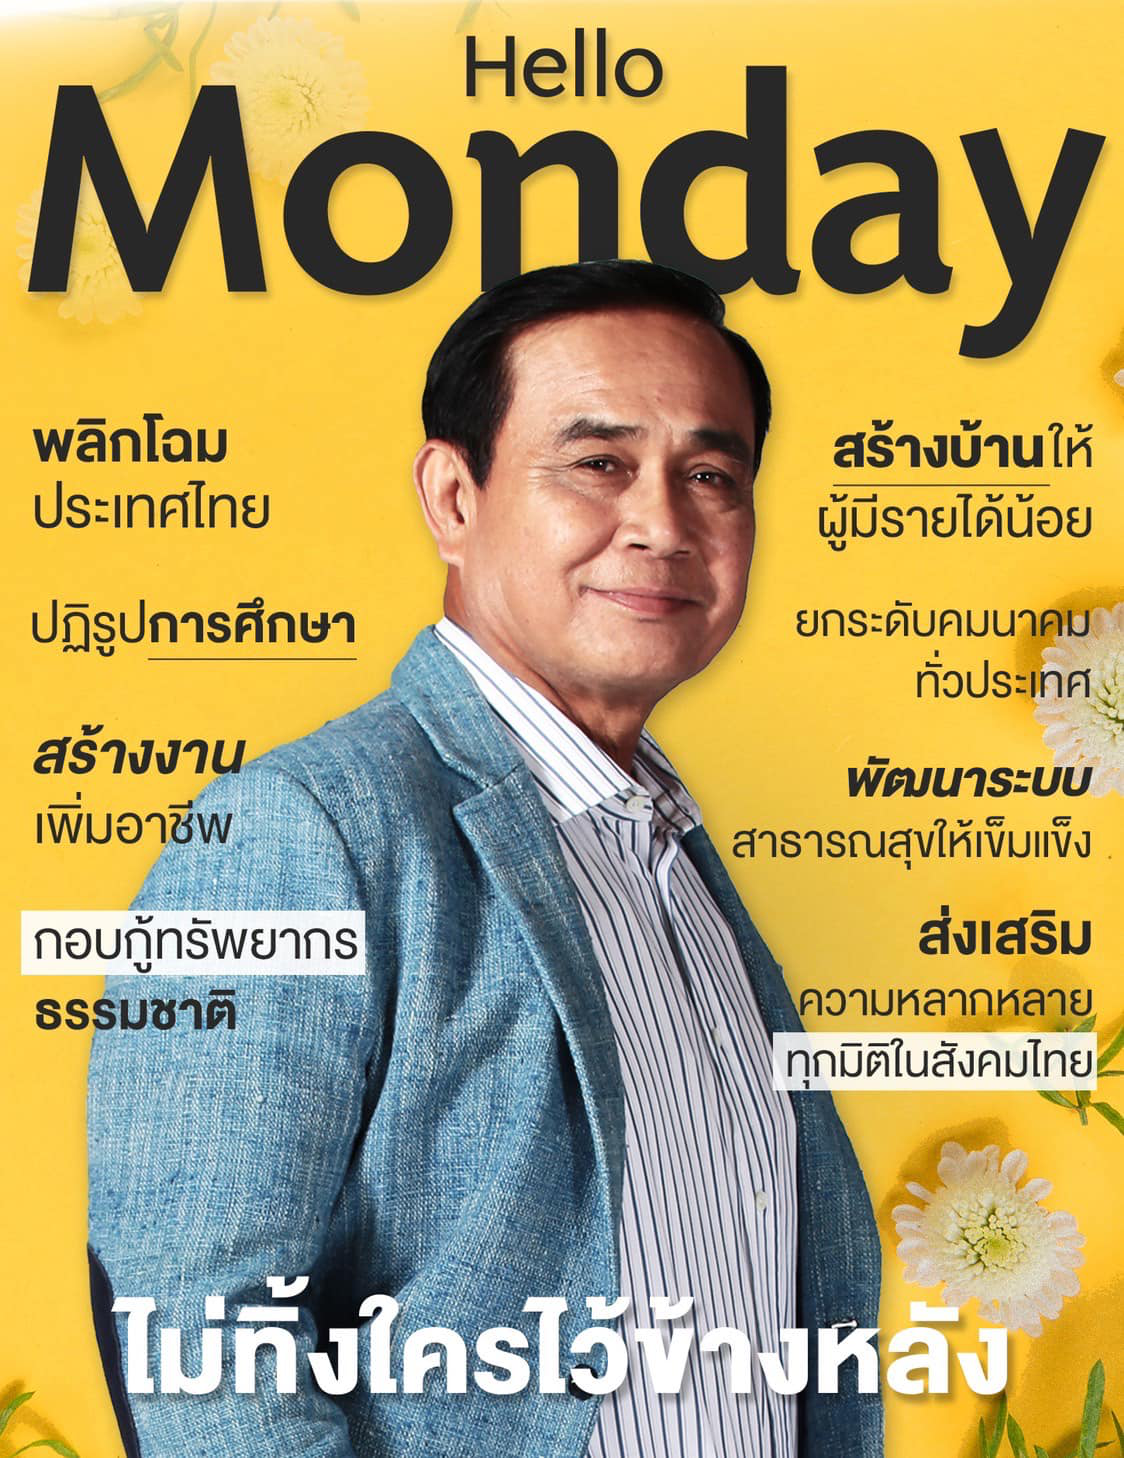 Hello
Monday
พลิกโฉม
ประเทศไทย
ปฏิรูปการศึกษา
สร้างงาน
เพิ่มอาชีพ
กอบกู้ทรัพยากร
ธรรมชาติ
สร้างบ้านให้
ผู้มีรายได้น้อย
ยกระดับคมนาคม
ทั่วประเทศ
พัฒนาระบบ
สาธารณสุขให้เข็มแข็ง
ส่งเสริม
ความหลากหลาย
ทุกมิติในสังคมไทย
ไม่ทิ้งใครไว้ข้างหลัง